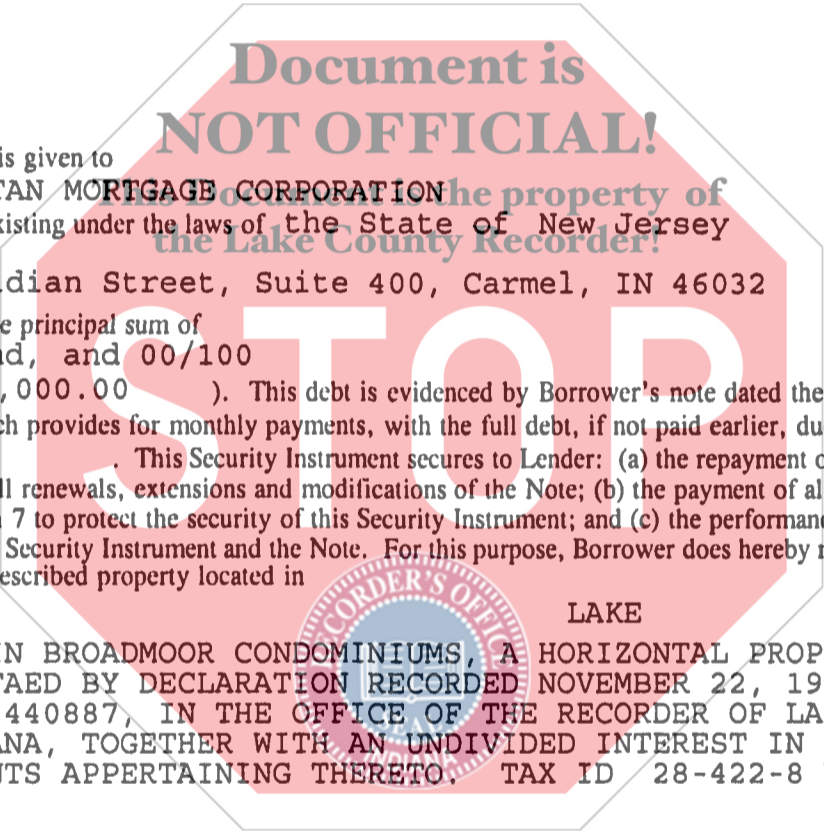 Document is
NOT OFFICIAL!
is given to
This Document is the property of
TAN MORTGAGE CORPORATION
xisting under the laws of the State of New Jersey
the Lake County Recorder!
dian Street, Suite 400, Carmel, IN 46032
e principal sum of
nd, and 00/100
,000.00 ). This debt is evidenced by Borrower's note dated the
ch provides for monthly payments, with the full debt, if not paid earlier, du
. This Security Instrument secures to Lender: (a) the repayment o
ll renewals, extensions and modifications of the Note; (b) the payment of al
7 to protect the security of this Security Instrument; and (c) the performanc
Security Instrument and the Note. For this purpose, Borrower does hereby m
escribed property located in
STOP
LAKE
IN BROADMOOR CONDOMINIUMS, A HORIZONTAL PROP
TAED BY DECLARATION RECORDED NOVEMBER 22, 19
440887, IN THE OFFICE OF THE RECORDER OF LA
ANA, TOGETHER WITH AN UNDIVIDED INTEREST IN
NTS APPERTAINING THERETO. TAX ID 28-422-8
RECORDER'S OFFICE
SEAL
INDIANA